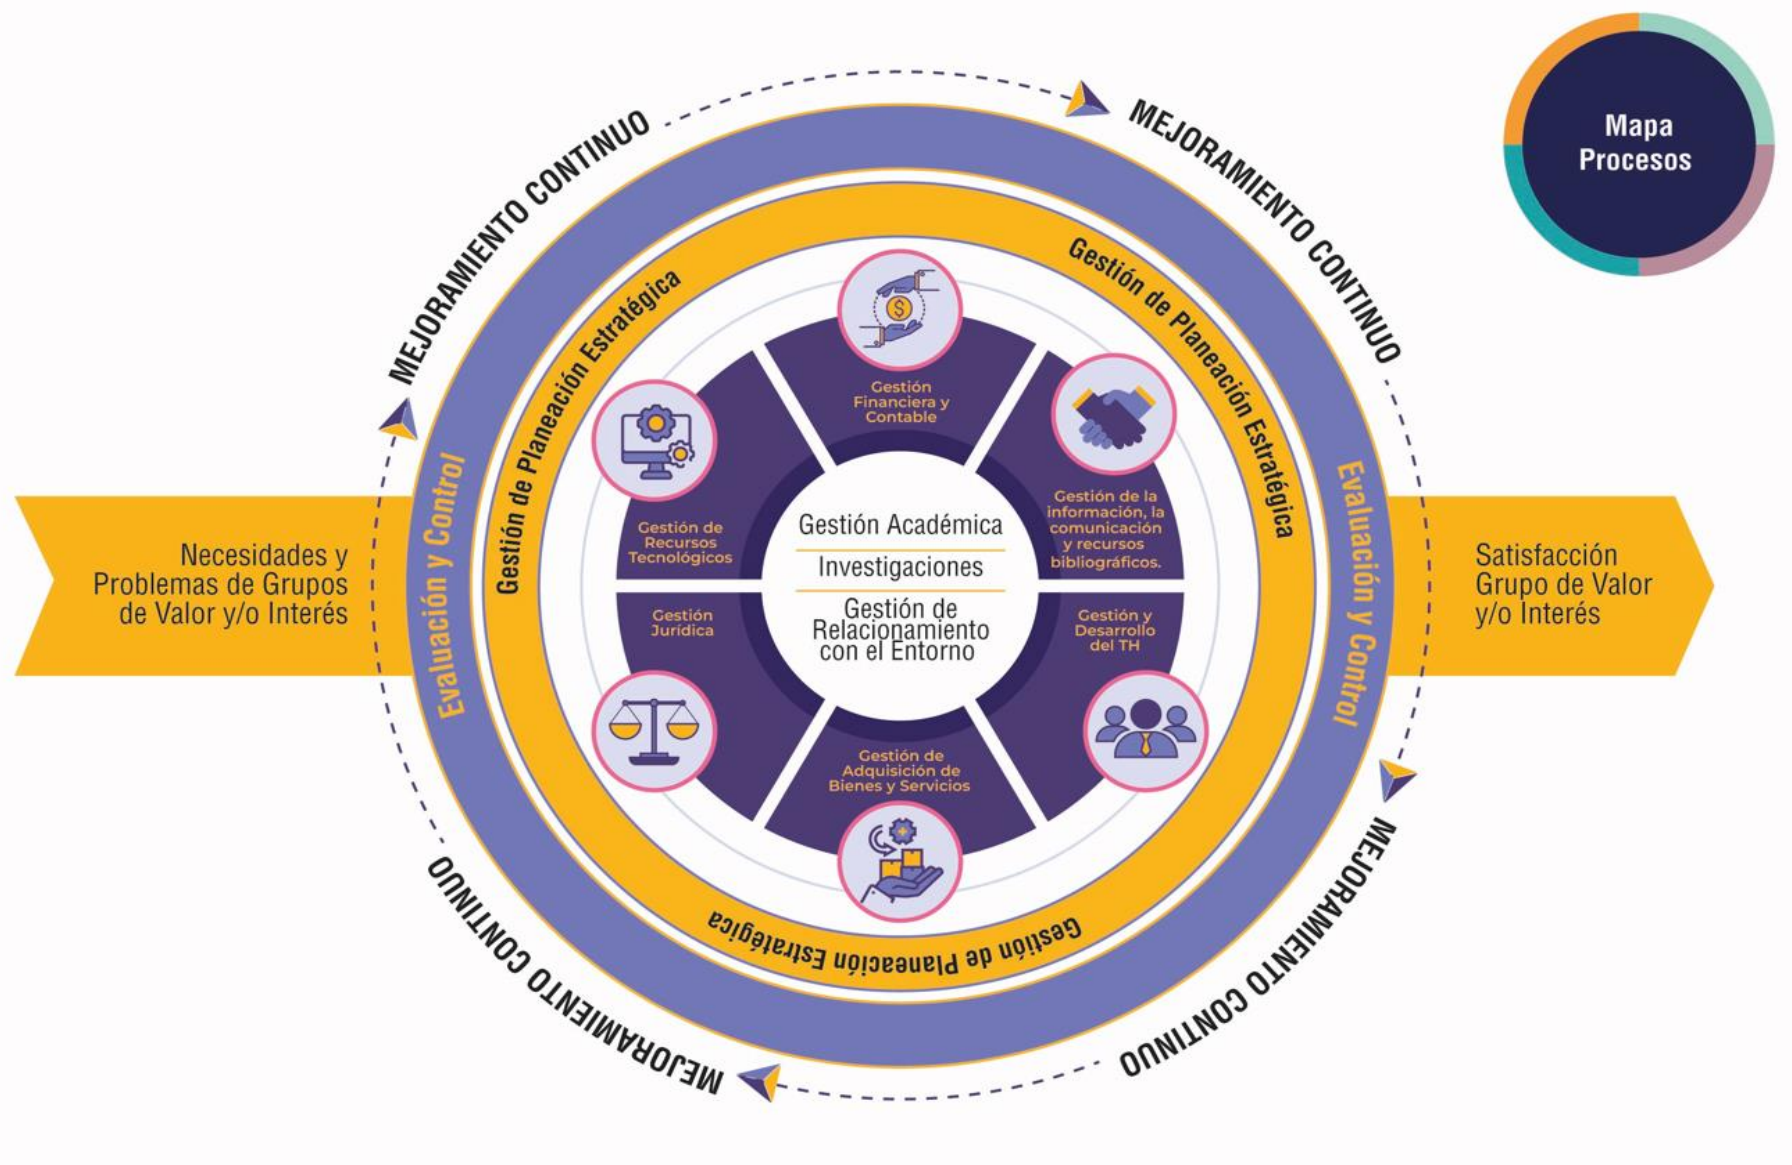 Mapa
Procesos
MEJORAMIENTO CONTINUO
MEJORAMIENTO CONTINUO
MEJORAMIENTO CONTINUO
MEJORAMIENTO CONTINUO
Evaluación y Control
Evaluación y Control
Gestión de Planeación Estratégica
Gestión de Planeación Estratégica
Gestión de Planeación Estratégica
Necesidades y
Problemas de Grupos
de Valor y/o Interés
Gestión
Financiera y
Contable
Gestión de la
información, la
comunicación
y recursos
bibliográficos.
Gestión de
Recursos
Tecnológicos
Gestión Académica
Investigaciones
Gestión de
Relacionamiento
con el Entorno
Gestión
Jurídica
Gestión y
Desarrollo
del TH
Gestión de
Adquisición de
Bienes y Servicios
Satisfacción
Grupo de Valor
y/o Interés
$